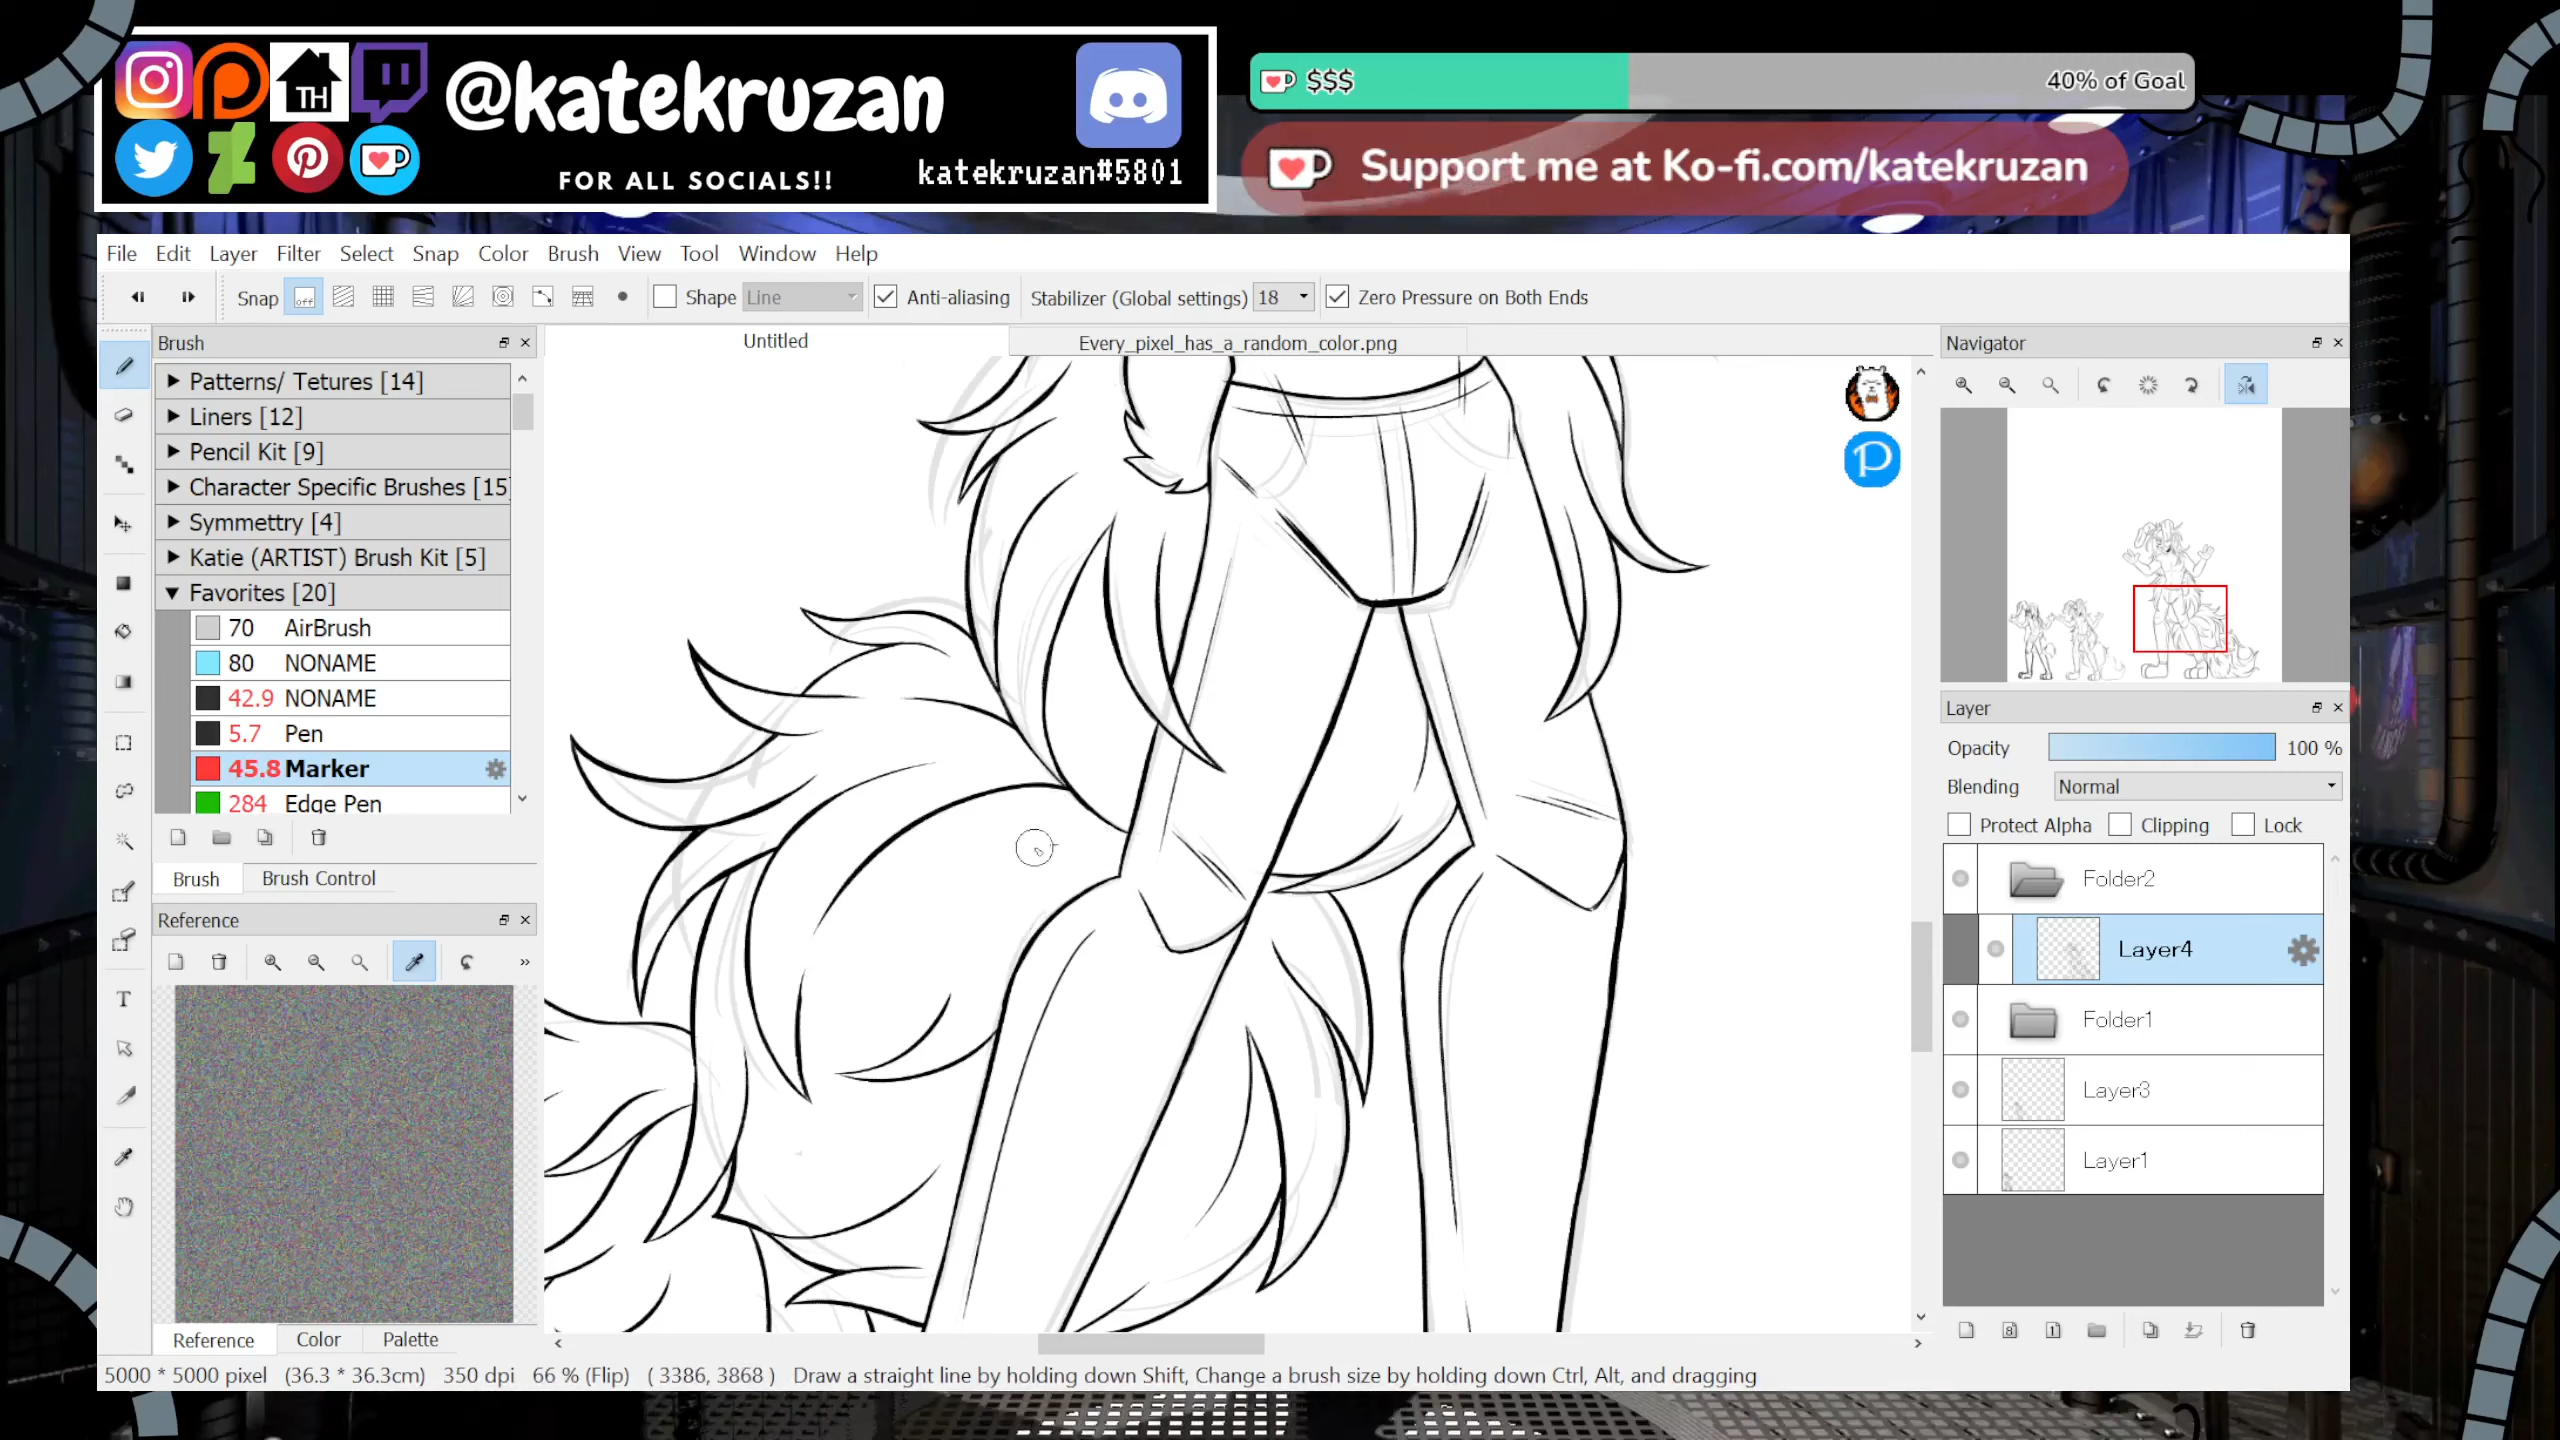 TH
@katekruzan
FOR ALL SOCIALS!!
katekruzan#5801
$$$
40% of Goal
Support me at Ko-fi.com/katekruzan
File Edit Layer Filter Select Snap Color Brush View Tool Window Help
Snap off Shape Line Anti-aliasing Stabilizer (Global settings) 18 Zero Pressure on Both Ends
Brush
Untitled
Every_pixel_has_a_random_color.png
Navigator
Patterns/ Tetures [14]
Liners [12]
Pencil Kit [9]
Character Specific Brushes [15]
Symmettry [4]
Katie (ARTIST) Brush Kit [5]
Favorites [20]
70 AirBrush
80 NONAME
42.9 NONAME
5.7 Pen
45.8 Marker
284 Edge Pen
Brush Brush Control
Reference
Reference Color Palette
P
Layer
Opacity 100 %
Blending Normal
Protect Alpha Clipping Lock
Folder2
Layer4
Folder1
Layer3
Layer1
8 1
T
5000 * 5000 pixel (36.3 * 36.3cm) 350 dpi 66 % (Flip) ( 3386, 3868 ) Draw a straight line by holding down Shift, Change a brush size by holding down Ctrl, Alt, and dragging